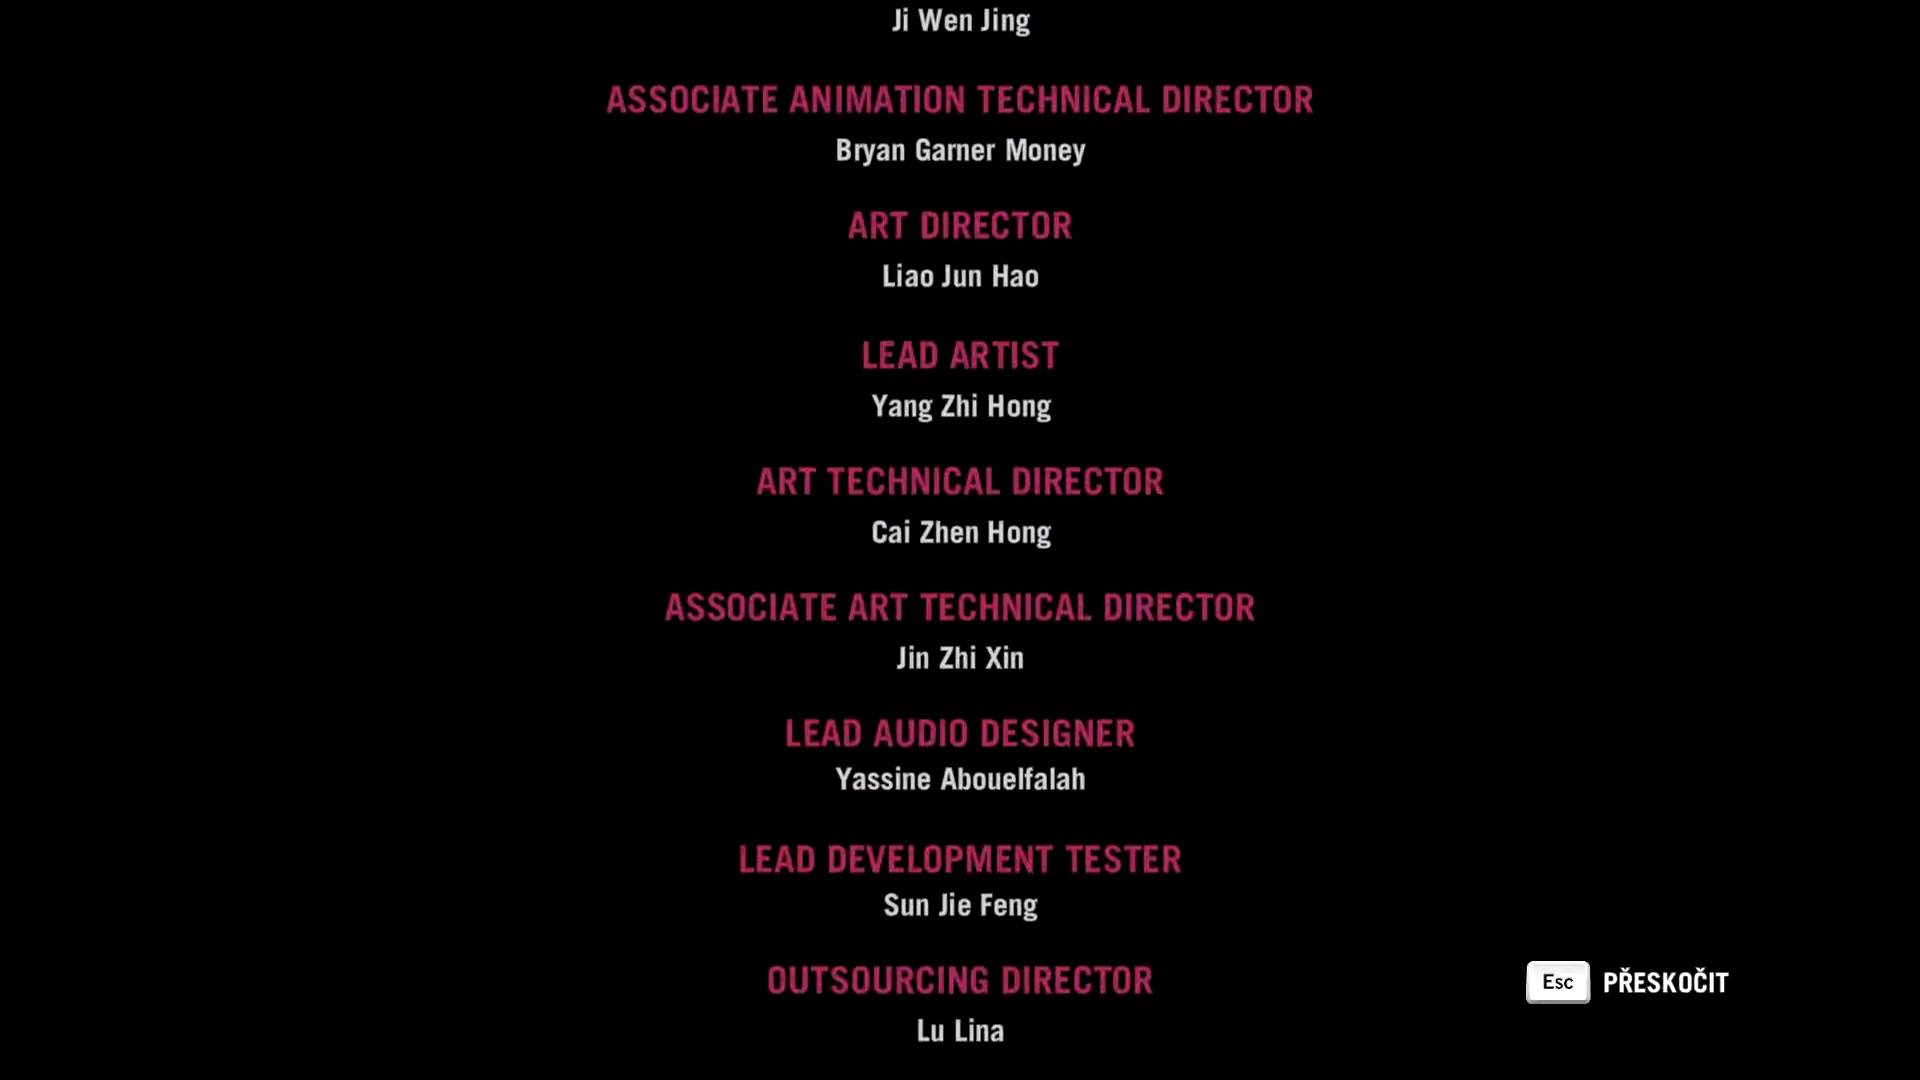 Ji Wen Jing
ASSOCIATE ANIMATION TECHNICAL DIRECTOR
Bryan Garner Money
ART DIRECTOR
Liao Jun Hao
LEAD ARTIST
Yang Zhi Hong
ART TECHNICAL DIRECTOR
Cai Zhen Hong
ASSOCIATE ART TECHNICAL DIRECTOR
Jin Zhi Xin
LEAD AUDIO DESIGNER
Yassine Abouelfalah
LEAD DEVELOPMENT TESTER
Sun Jie Feng
OUTSOURCING DIRECTOR
Esc PŘESKOČIT
Lu Lina